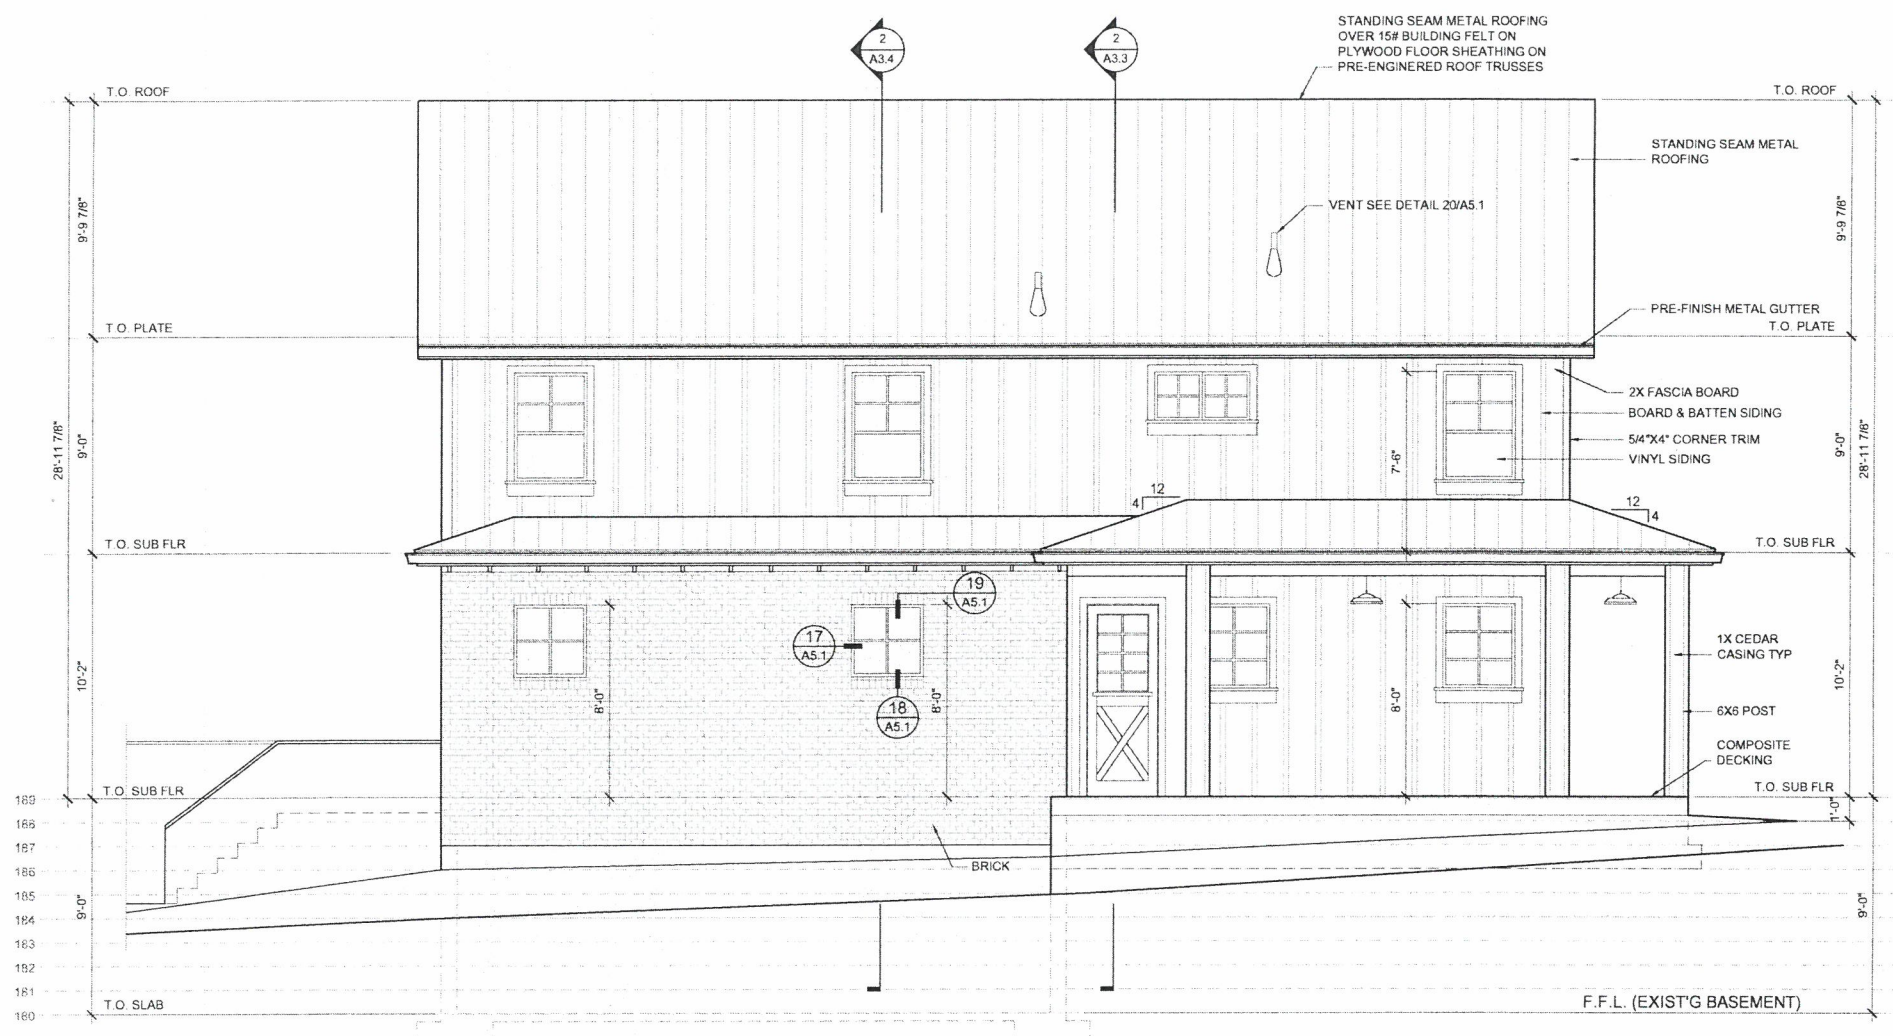 STANDING SEAM METAL ROOFING
OVER 15# BUILDING FELT ON
PLYWOOD FLOOR SHEATHING ON
PRE-ENGINERED ROOF TRUSSES
2
A3.4
2
A3.3
T.O. ROOF
T.O. ROOF
STANDING SEAM METAL
ROOFING
9'-9 7/8"
9'-9 7/8"
VENT SEE DETAIL 20/A5.1
PRE-FINISH METAL GUTTER
T.O. PLATE
T.O. PLATE
2X FASCIA BOARD
BOARD & BATTEN SIDING
5/4"X4" CORNER TRIM
VINYL SIDING
28'-11 7/8"
9'-0"
7'-6"
9'-0"
28'-11 7/8"
12
4
12
4
T.O. SUB FLR
T.O. SUB FLR
19
A5.1
17
A5.1
18
A5.1
1X CEDAR
CASING TYP
10'-2"
8'-0"
8'-0"
8'-0"
10'-2"
6X6 POST
COMPOSITE
DECKING
T.O. SUB FLR
T.O. SUB FLR
1'-0"
BRICK
9'-0"
9'-0"
189
188
187
186
185
184
183
182
181
180
T.O. SLAB
F.F.L. (EXIST'G BASEMENT)